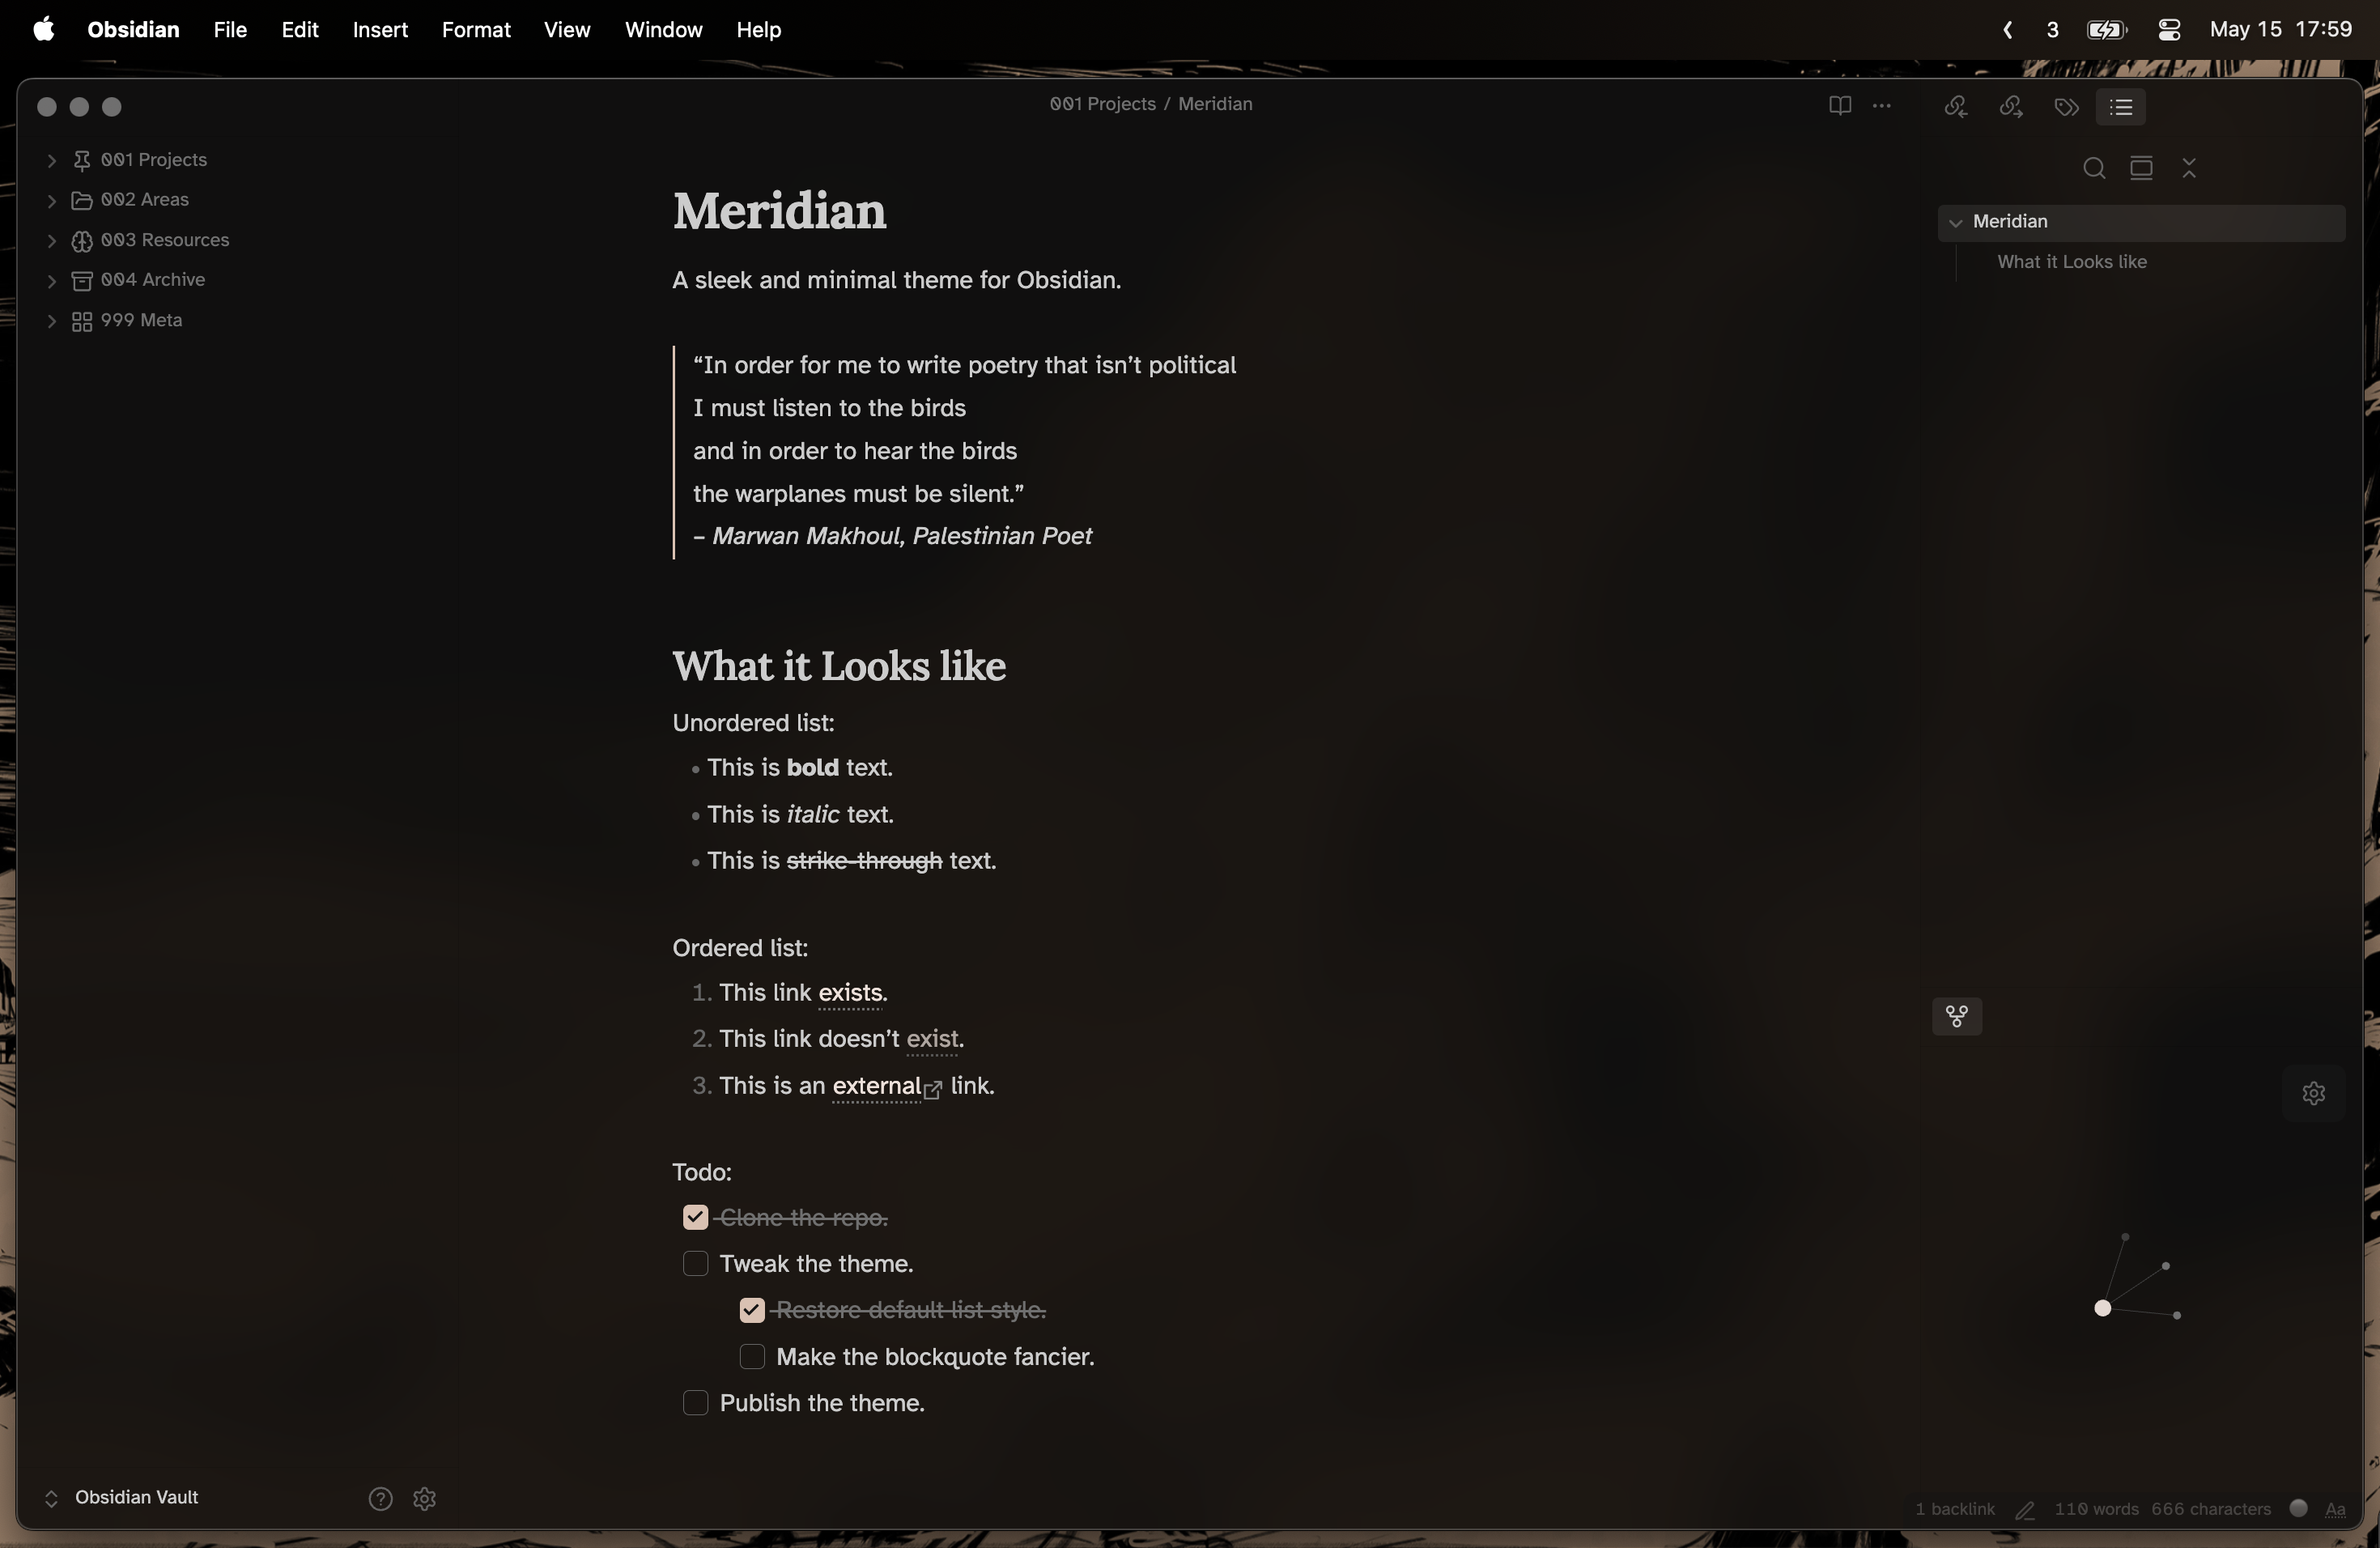 Obsidian File Edit Insert Format View Window Help
3 May 15 17:59
001 Projects / Meridian
001 Projects
002 Areas
003 Resources
004 Archive
999 Meta
Meridian
A sleek and minimal theme for Obsidian.
“In order for me to write poetry that isn’t political
I must listen to the birds
and in order to hear the birds
the warplanes must be silent.”
– Marwan Makhoul, Palestinian Poet
What it Looks like
Unordered list:
• This is bold text.
• This is italic text.
• This is strike-through text.
Ordered list:
1. This link exists.
2. This link doesn’t exist.
3. This is an external link.
Todo:
Clone the repo.
Tweak the theme.
Restore default list style.
Make the blockquote fancier.
Publish the theme.
Meridian
What it Looks like
Obsidian Vault
1 backlink 110 words 666 characters Aa